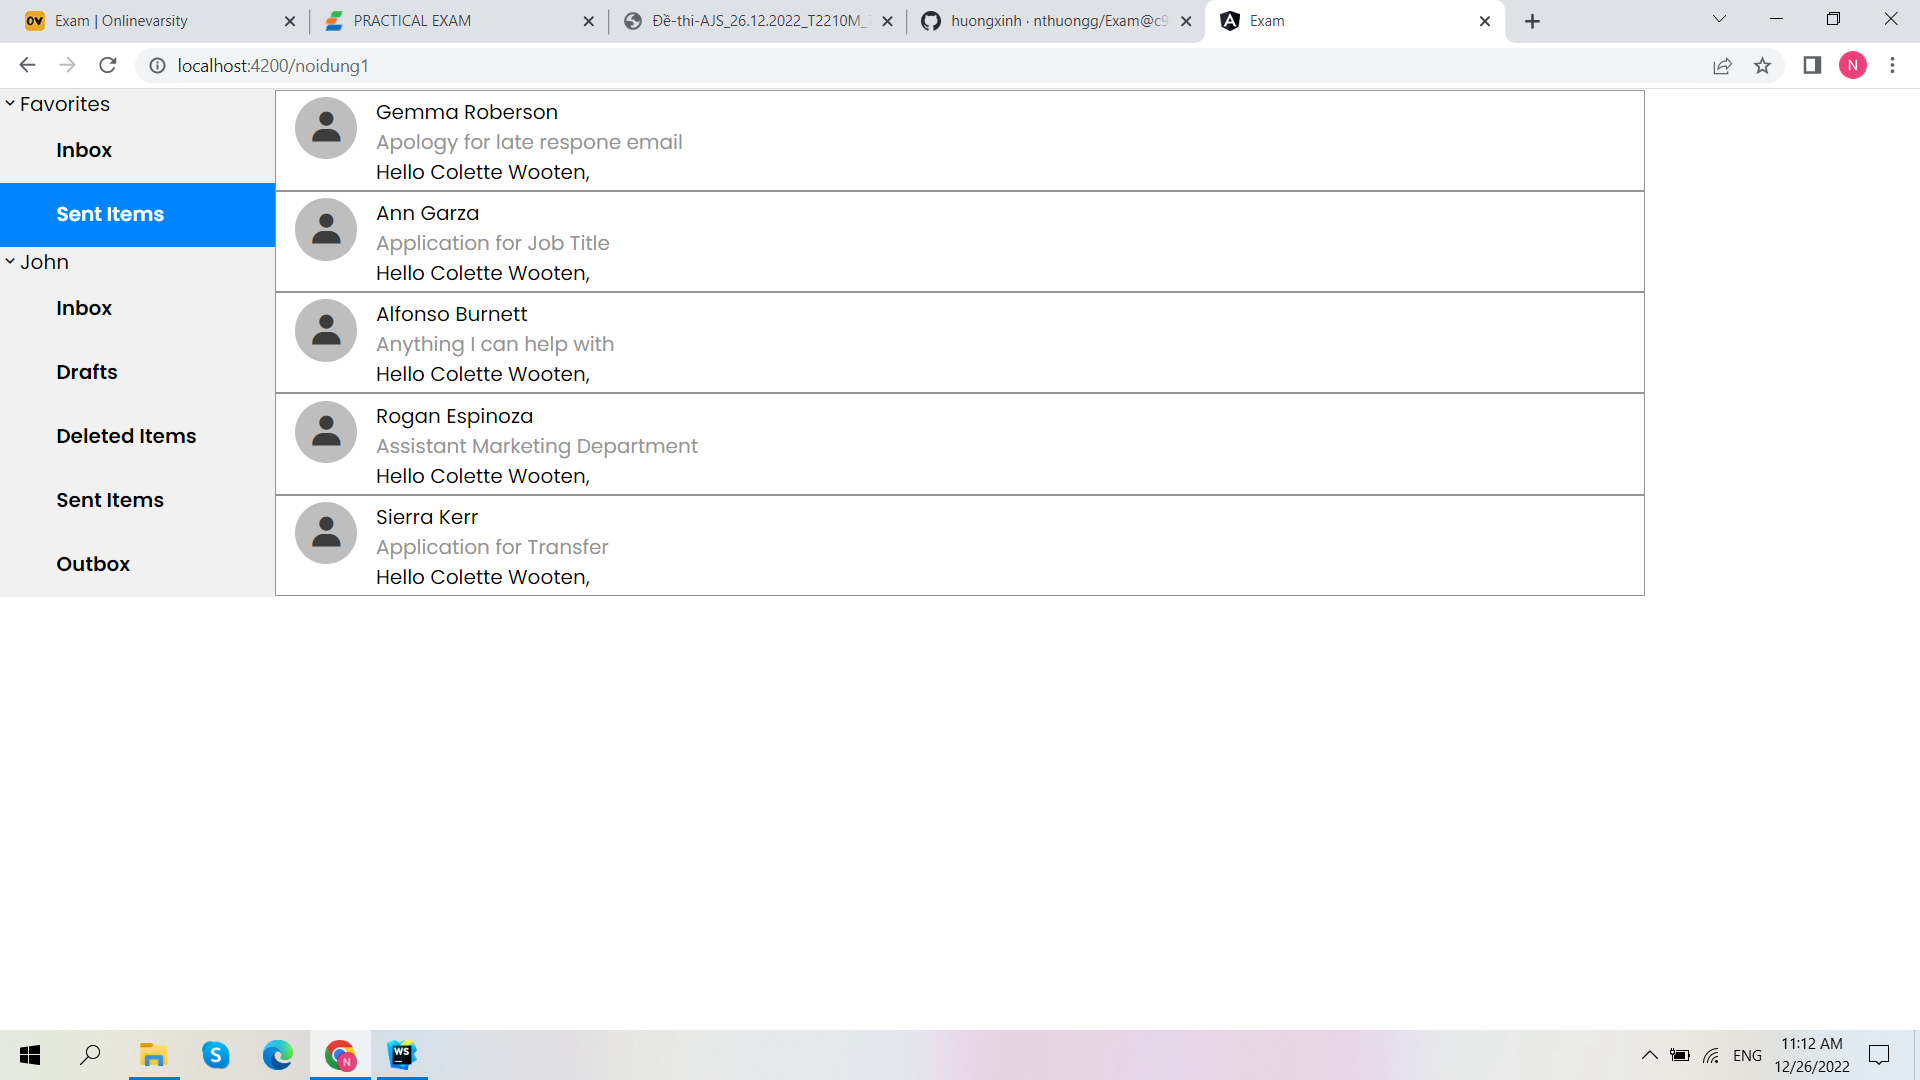 OV Exam | Onlinevarsity
PRACTICAL EXAM
Đề-thi-AJS_26.12.2022_T2210M_
huongxinh · nthuongg/Exam@c9
Exam
localhost:4200/noidung1
N
Favorites
Inbox
Sent Items
John
Inbox
Drafts
Deleted Items
Sent Items
Outbox
Gemma Roberson
Apology for late respone email
Hello Colette Wooten,
Ann Garza
Application for Job Title
Hello Colette Wooten,
Alfonso Burnett
Anything I can help with
Hello Colette Wooten,
Rogan Espinoza
Assistant Marketing Department
Hello Colette Wooten,
Sierra Kerr
Application for Transfer
Hello Colette Wooten,
S
N
WS
ENG
11:12 AM
12/26/2022